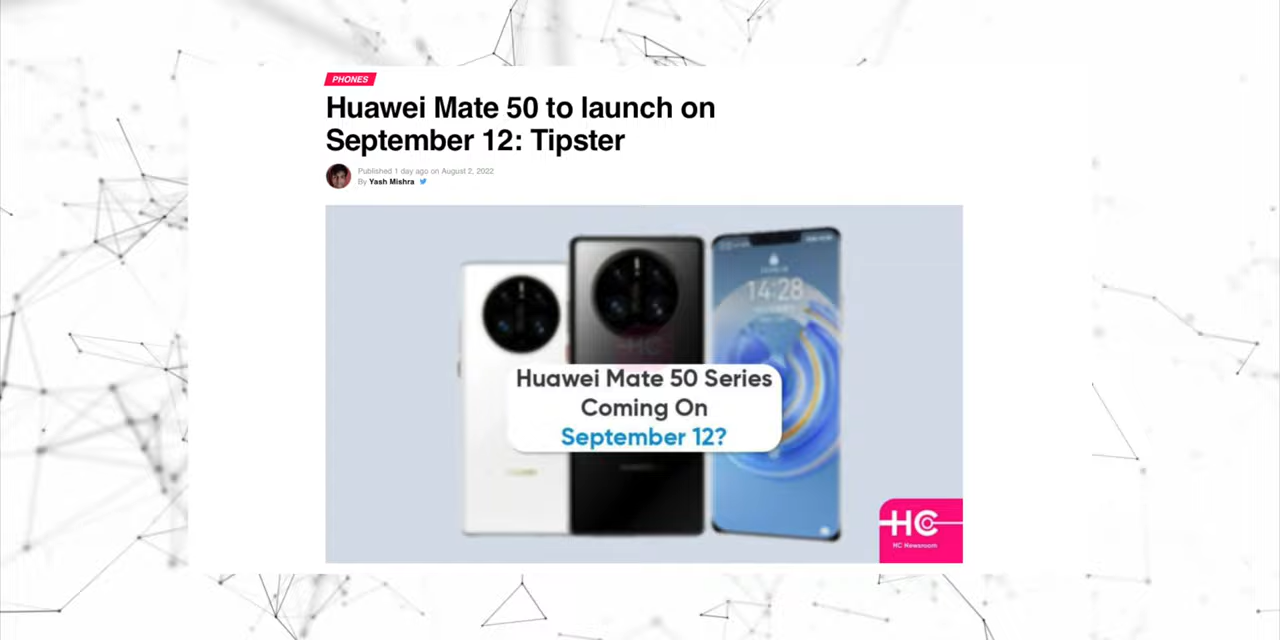 PHONES
Huawei Mate 50 to launch on
September 12: Tipster
Published 1 day ago on August 2, 2022
By Yash Mishra
14:28
HC
Huawei Mate 50 Series
Coming On
September 12?
HC
HC Newsroom